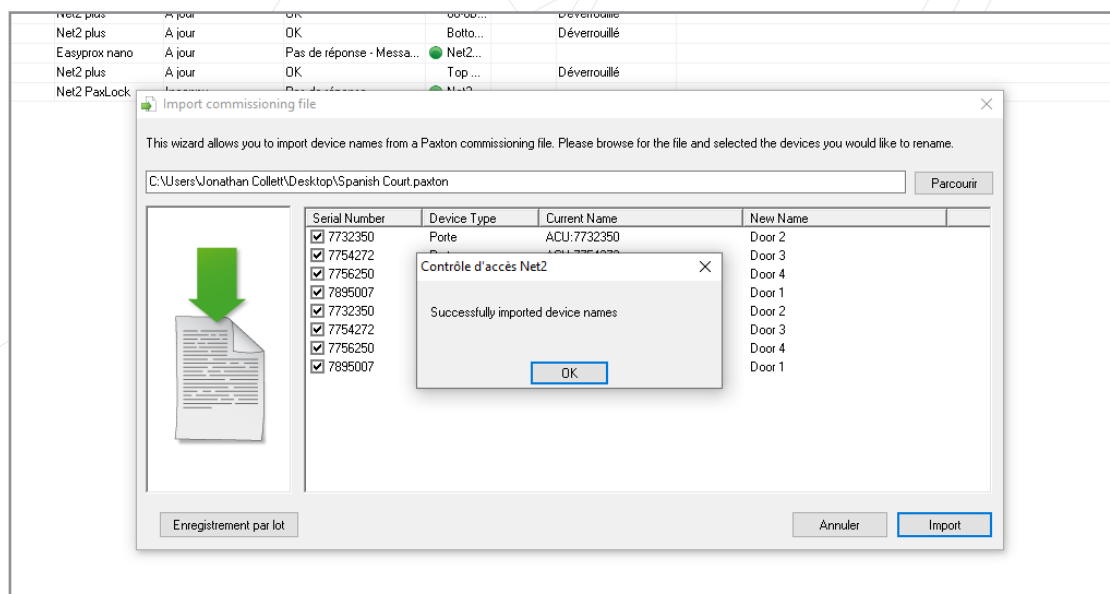 Net2 plus A jour OK Déverrouillé
Net2 plus A jour OK Botto... Déverrouillé
Easyprox nano A jour Pas de réponse - Messa... Net2...
Net2 plus A jour OK Top ... Déverrouillé
Net2 PaxLock
Import commissioning file
This wizard allows you to import device names from a Paxton commissioning file. Please browse for the file and selected the devices you would like to rename.
C:\Users\Jonathan Collett\Desktop\Spanish Court.paxton Parcourir
Serial Number Device Type Current Name New Name
7732350 Porte ACU:7732350 Door 2
7754272 Door 3
7756250 Door 4
7895007 Door 1
7732350 Door 2
7754272 Door 3
7756250 Door 4
7895007 Door 1
Contrôle d'accès Net2
Successfully imported device names
OK
Enregistrement par lot Annuler Import